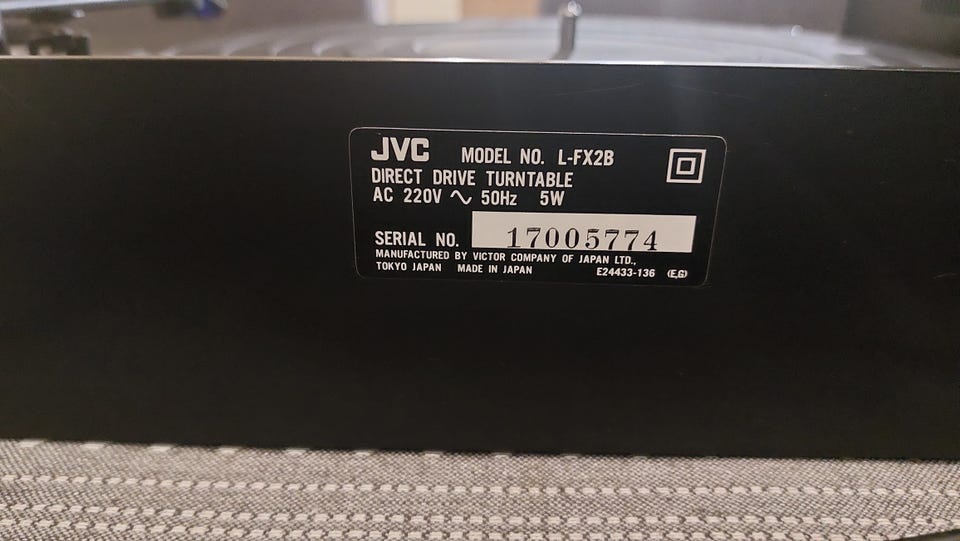 JVC MODEL NO. L-FX2B
DIRECT DRIVE TURNTABLE
AC 220V ∿ 50Hz 5W
SERIAL NO. 17005774
MANUFACTURED BY VICTOR COMPANY OF JAPAN LTD.,
TOKYO JAPAN MADE IN JAPAN E24433-136 (E,G)